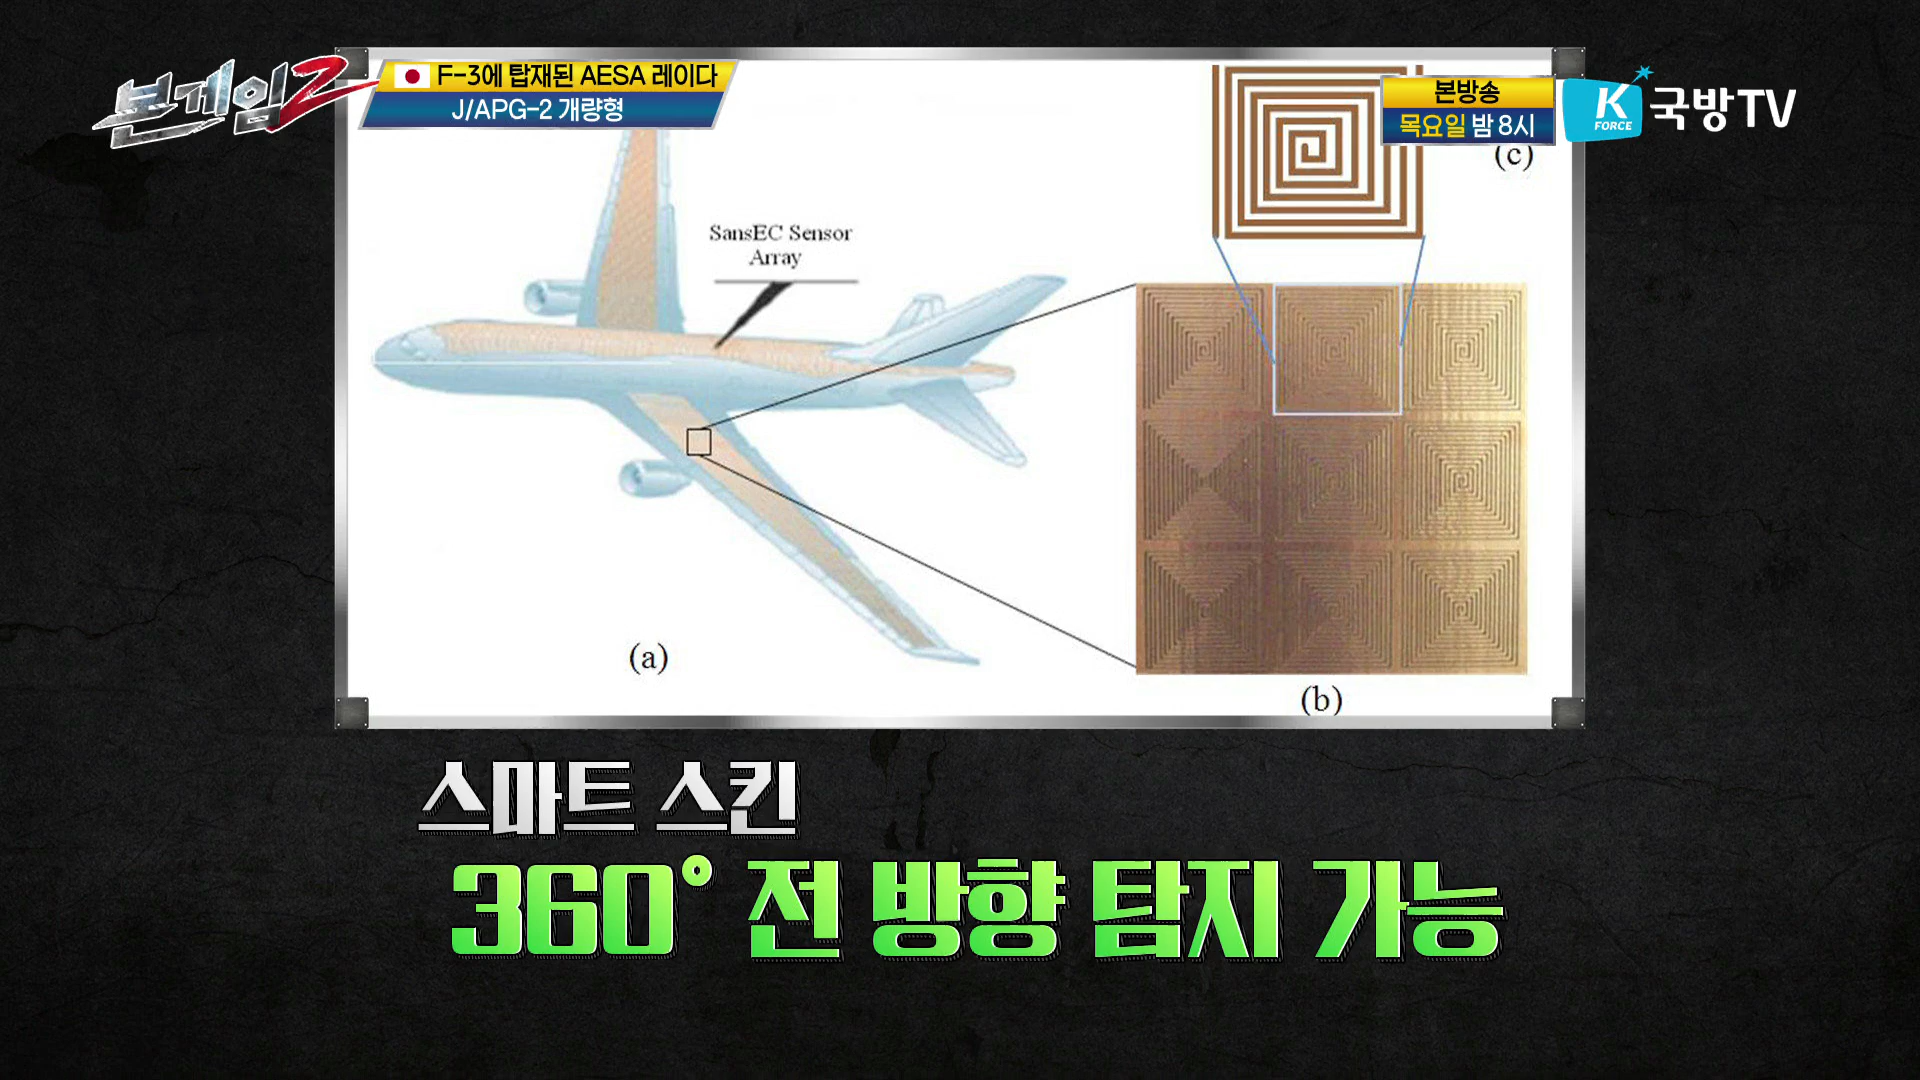 본게임2
F-3에 탑재된 AESA 레이다
J/APG-2 개량형
본방송
목요일 밤 8시
K
FORCE
국방TV
(c)
SansEC Sensor
Array
(a)
(b)
스마트 스킨
360° 전 방향 탐지 가능